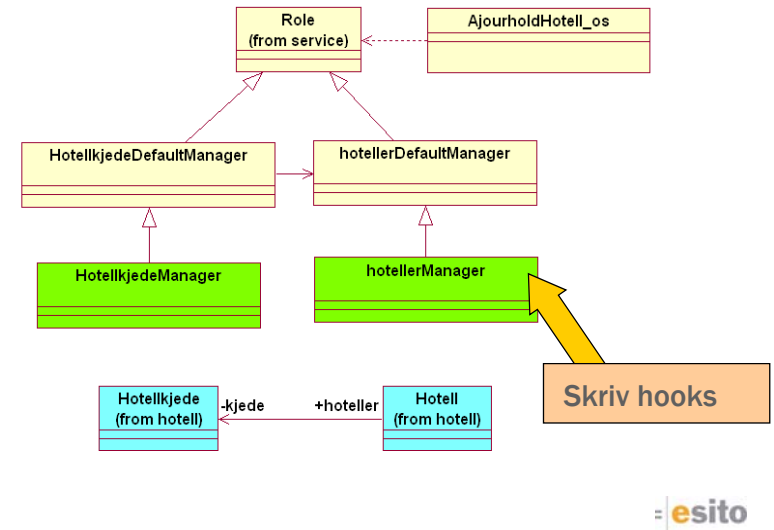 Role
(from service)
AjourholdHotell_os
HotellkjedeDefaultManager
hotellerDefaultManager
HotellkjedeManager
hotellerManager
Skriv hooks
Hotellkjede
(from hotell)
-kjede
+hoteller
Hotell
(from hotell)
esito